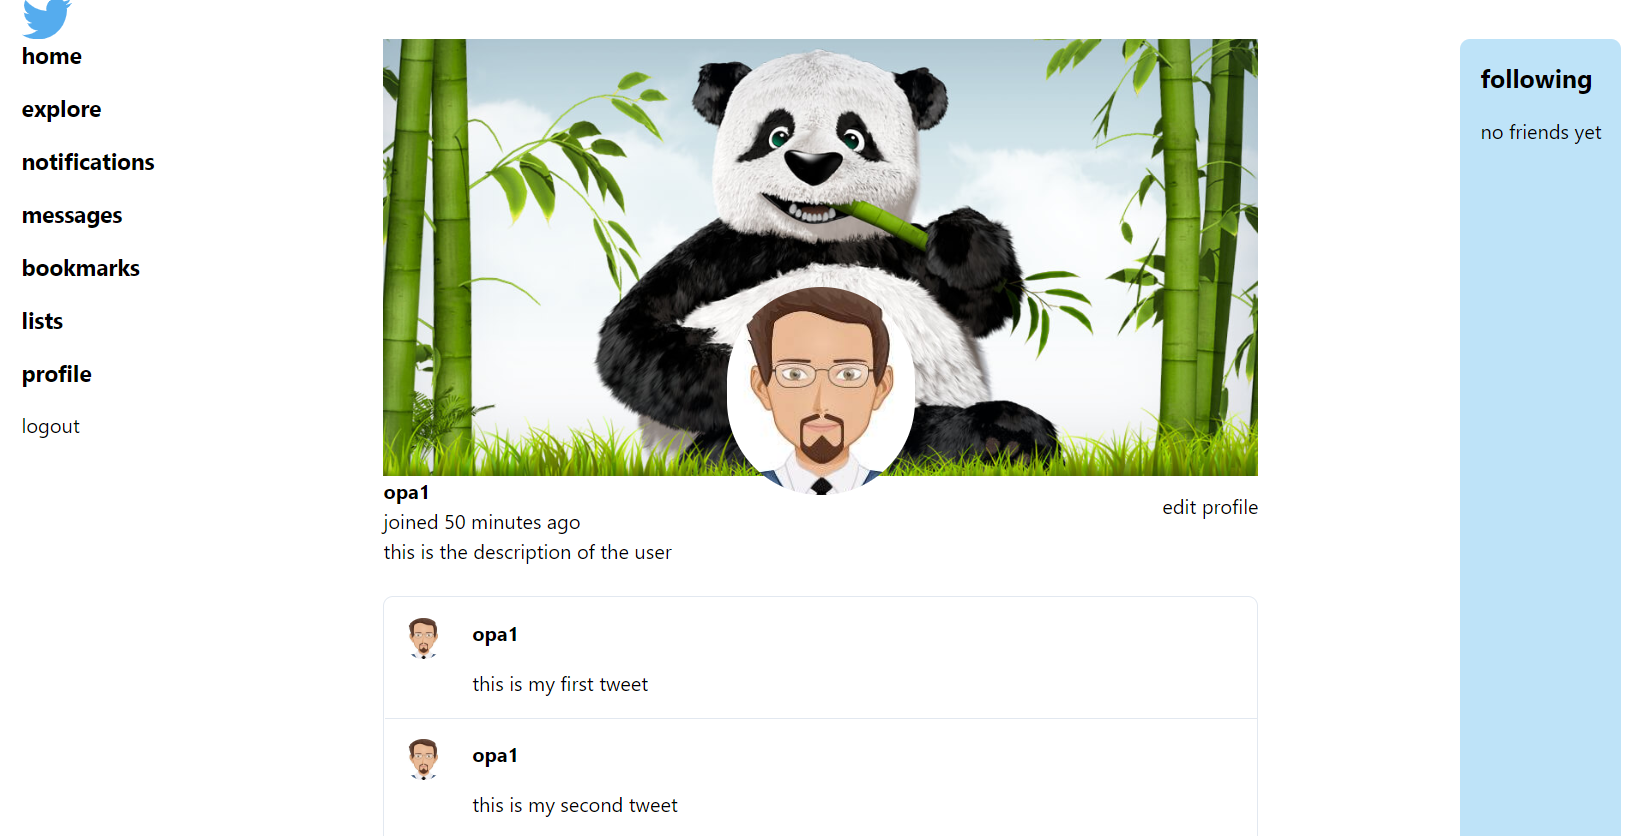 home
explore
notifications
messages
bookmarks
lists
profile
logout
opa1
joined 50 minutes ago
this is the description of the user
edit profile
opa1
this is my first tweet
opa1
this is my second tweet
following
no friends yet